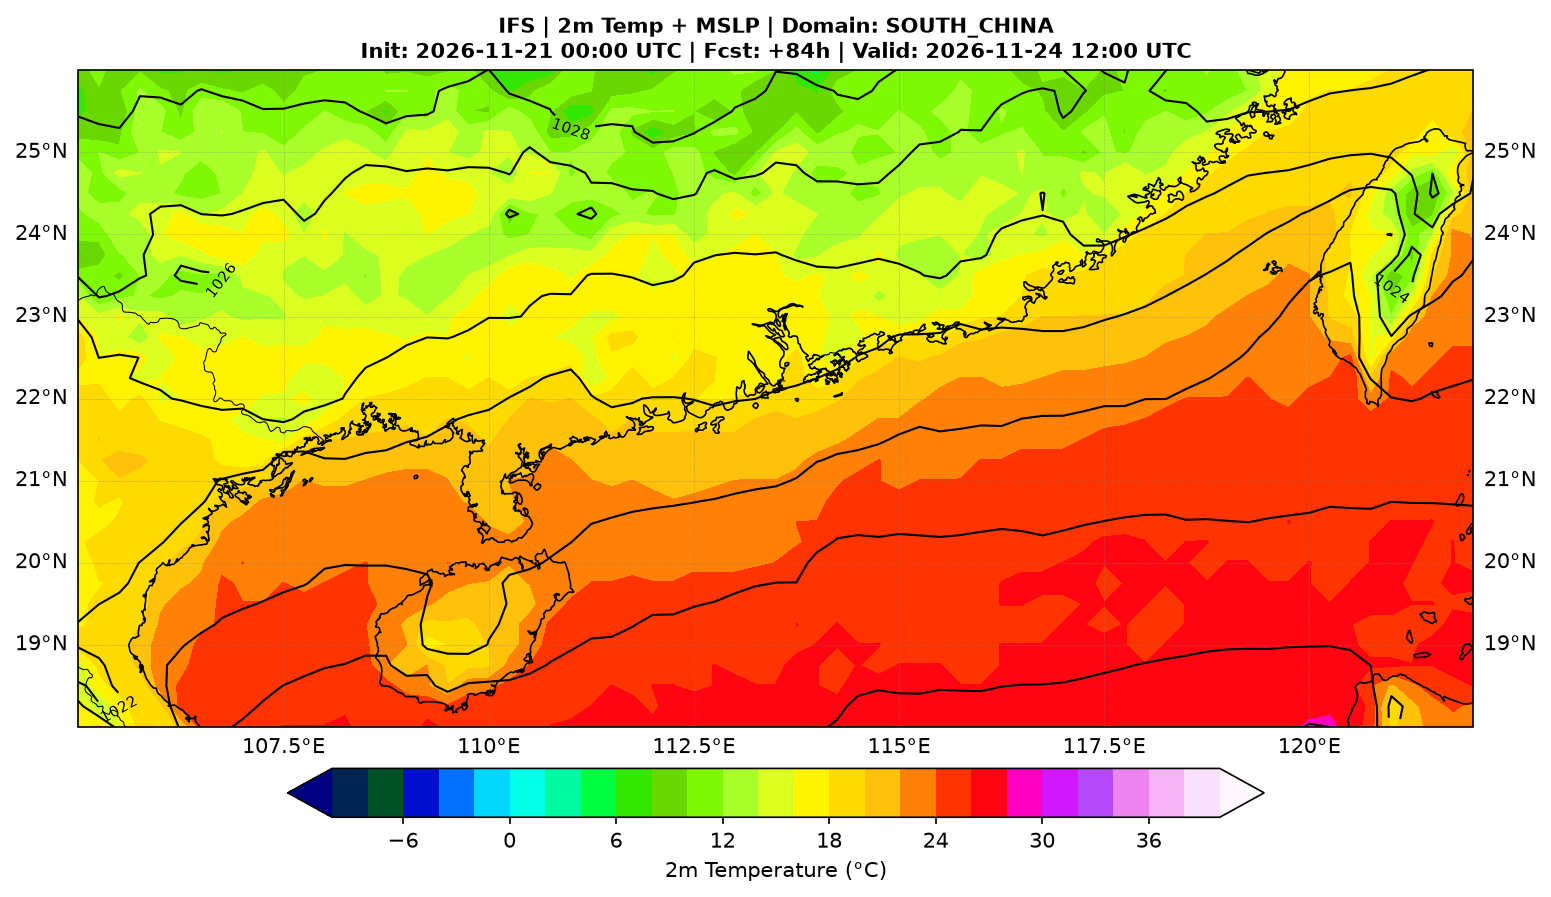 IFS | 2m Temp + MSLP | Domain: SOUTH_CHINA
Init: 2026-11-21 00:00 UTC | Fcst: +84h | Valid: 2026-11-24 12:00 UTC
1028
25°N 25°N
24°N 24°N
1026
1024
23°N 23°N
22°N 22°N
21°N 21°N
20°N 20°N
19°N 19°N
1022
107.5°E 110°E 112.5°E 115°E 117.5°E 120°E
−6 0 6 12 18 24 30 36
2m Temperature (°C)